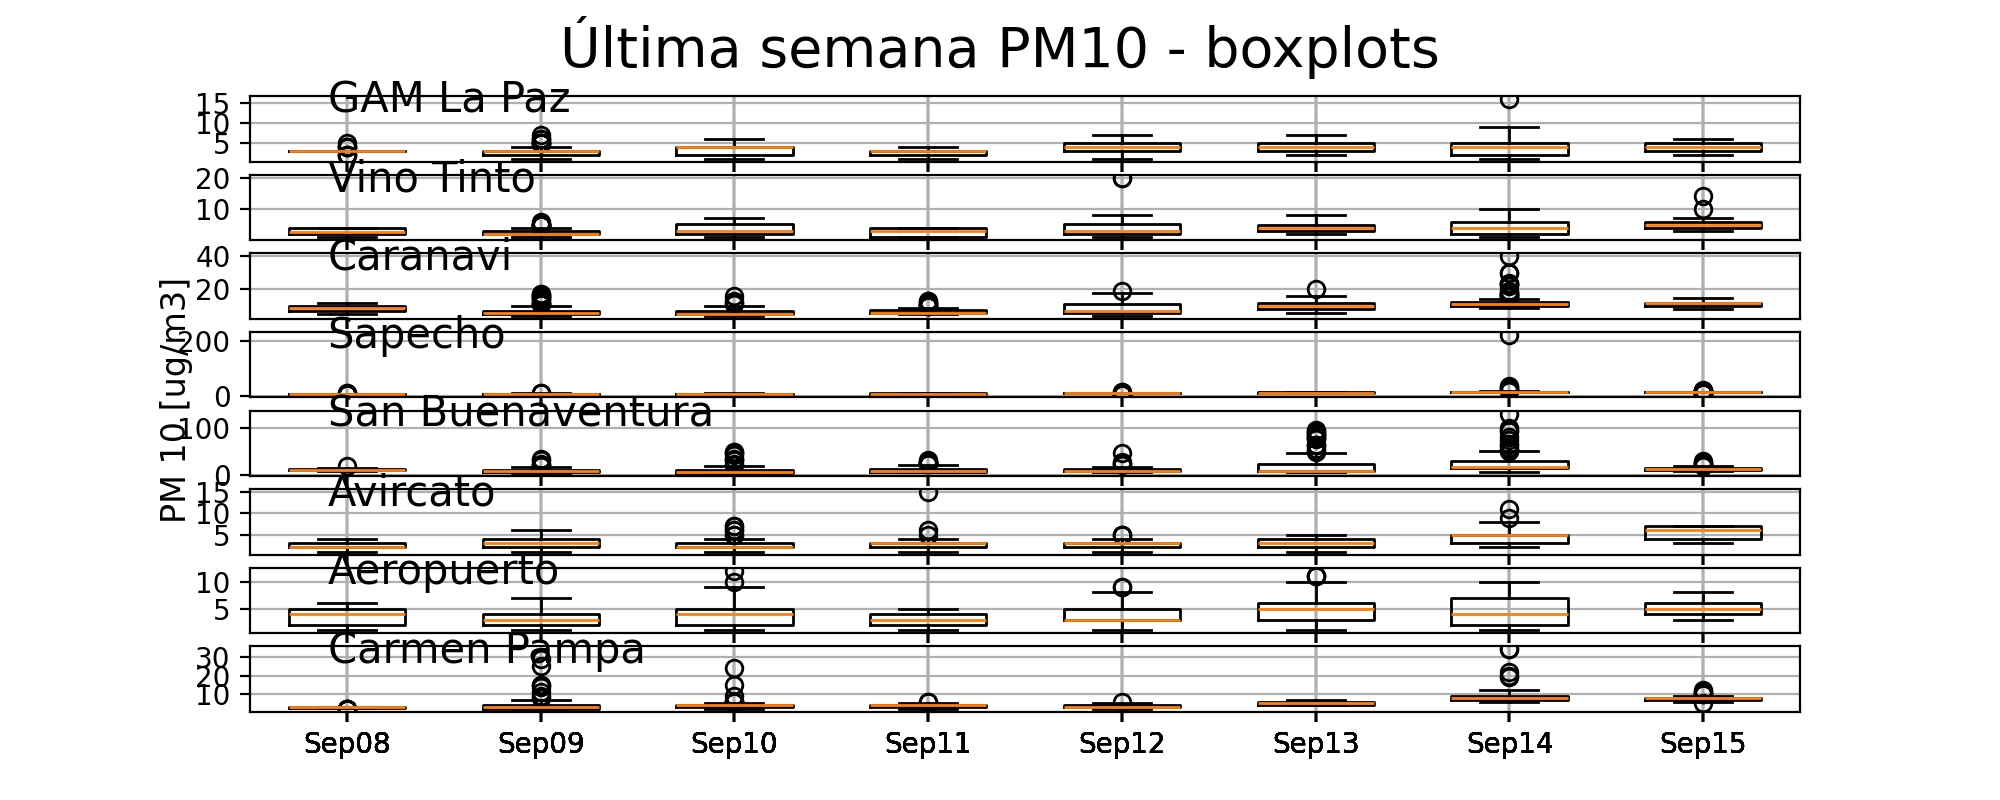 Última semana PM10 - boxplots
GAM La Paz
15
10
5
Vino Tinto
20
10
Caranavi
40
20
Sapecho
200
0
San Buenaventura
100
0
Avircato
15
10
5
Aeropuerto
10
5
Carmen Pampa
30
20
10
PM 10 [ug/m3]
Sep08 Sep09 Sep10 Sep11 Sep12 Sep13 Sep14 Sep15